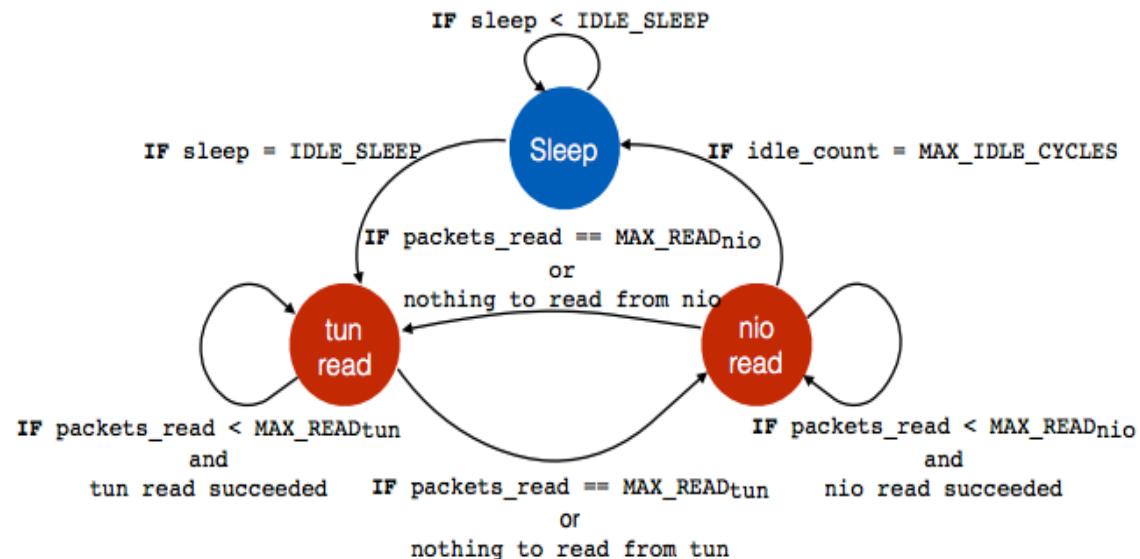 IF sleep < IDLE_SLEEP
Sleep
IF sleep = IDLE_SLEEP
IF idle_count = MAX_IDLE_CYCLES
IF packets_read == MAX_READnio
or
nothing to read from nio
tun
read
nio
read
IF packets_read < MAX_READtun
and
tun read succeeded
IF packets_read < MAX_READnio
and
nio read succeeded
IF packets_read == MAX_READtun
or
nothing to read from tun